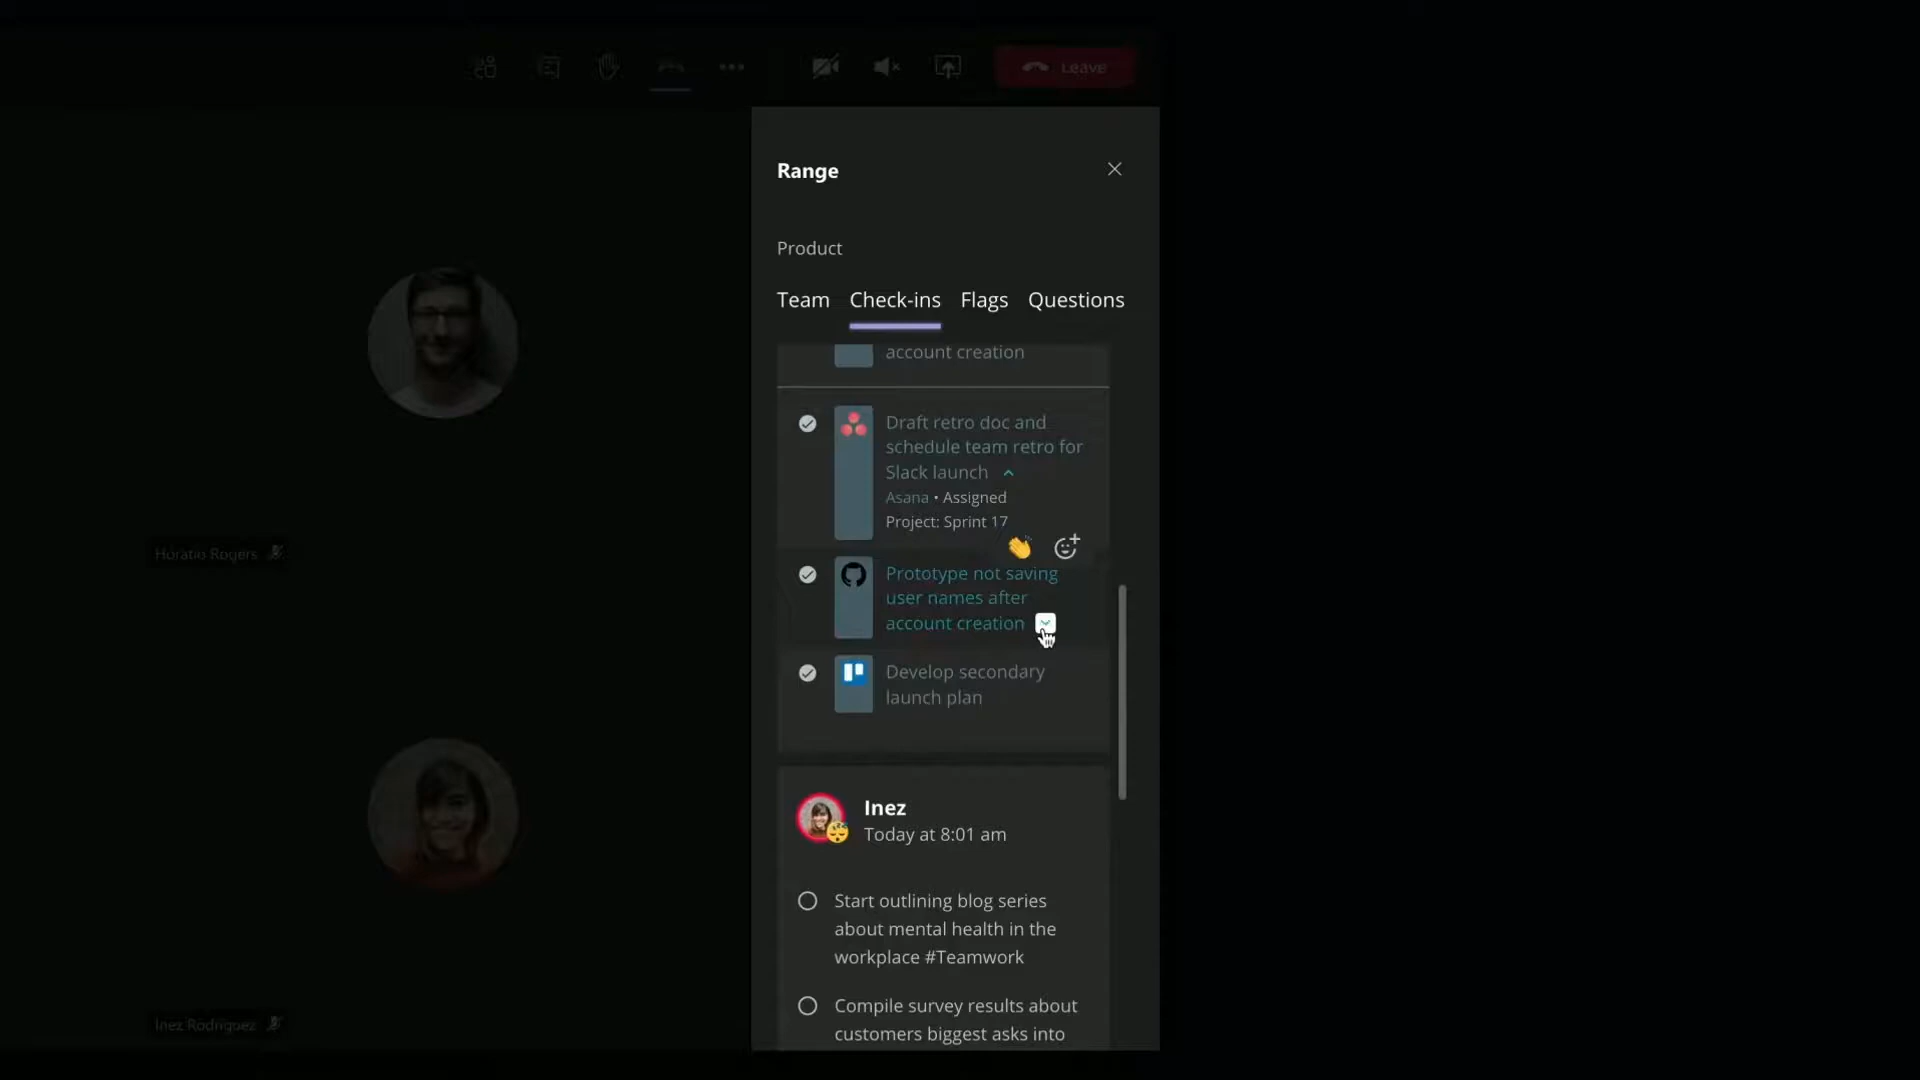 Leave
Range
Product
Team Check-ins Flags Questions
account creation
Draft retro doc and
schedule team retro for
Slack launch
Asana • Assigned
Project: Sprint 17
Prototype not saving
user names after
account creation
Develop secondary
launch plan
Horatio Rogers
Inez
Today at 8:01 am
Start outlining blog series
about mental health in the
workplace #Teamwork
Compile survey results about
customers biggest asks into
Inez Rodriguez